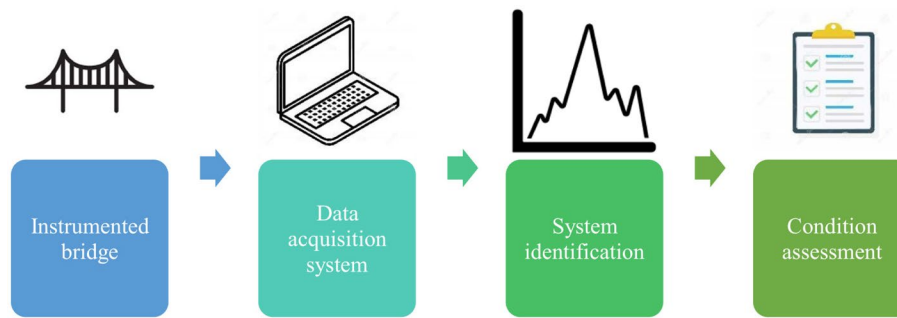 Instrumented
bridge
Data
acquisition
system
System
identification
Condition
assessment